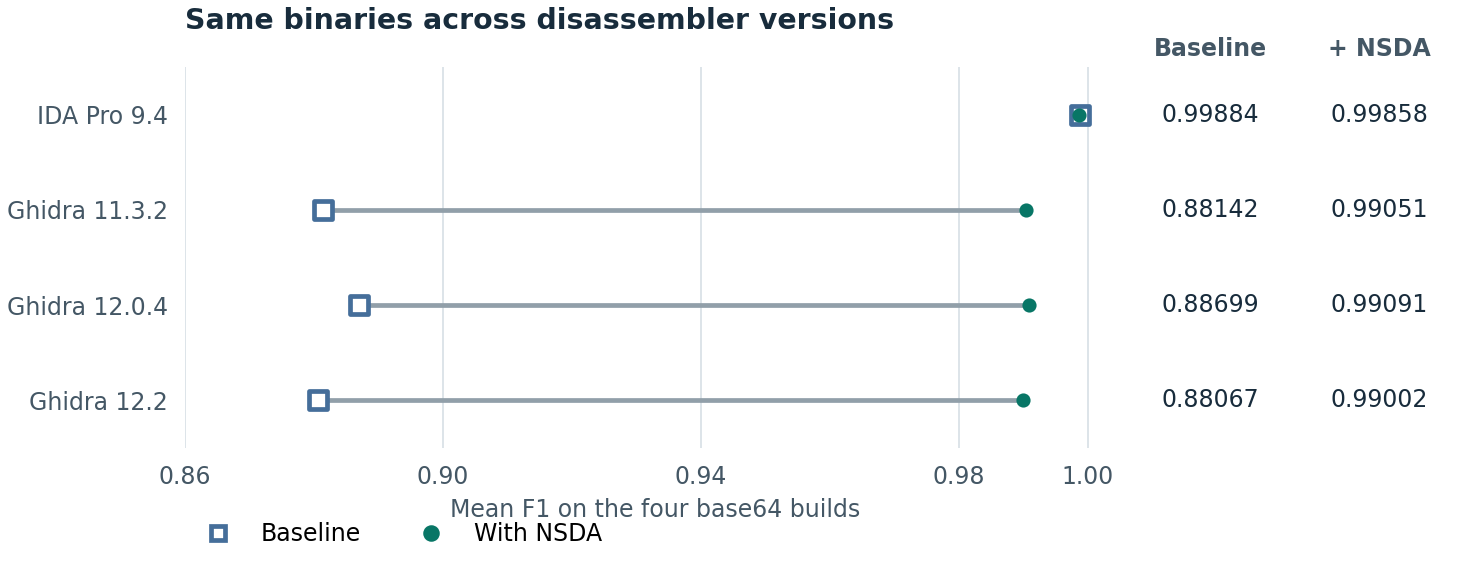 Same binaries across disassembler versions
Baseline + NSDA
IDA Pro 9.4 0.99884 0.99858
Ghidra 11.3.2 0.88142 0.99051
Ghidra 12.0.4 0.88699 0.99091
Ghidra 12.2 0.88067 0.99002
0.86 0.90 0.94 0.98 1.00
Mean F1 on the four base64 builds
Baseline With NSDA